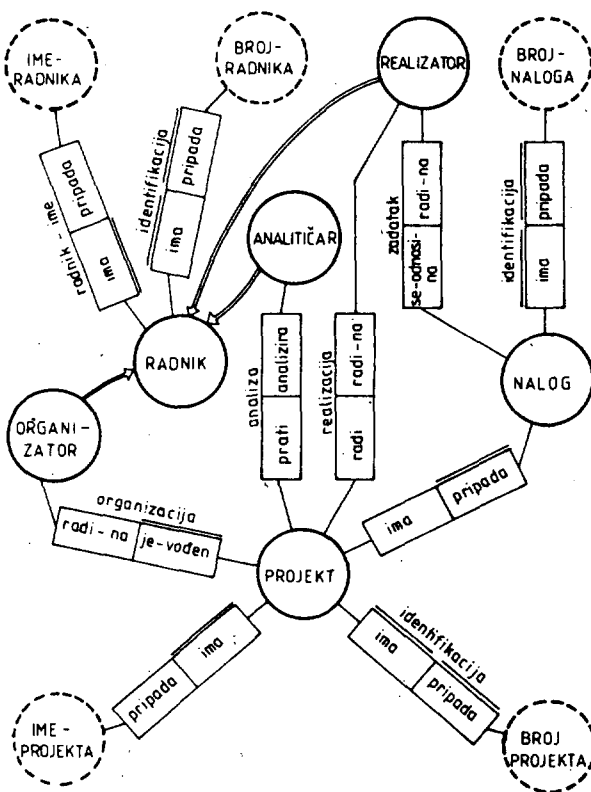 IME-
RADNIKA
BROJ-
RADNIKA
REALIZATOR
BROJ-
NALOGA
radnik-ime
pripada
ima
identifikacija
pripada
ima
ANALITIČAR
zadatak
radi-na
se-odnosi-
na
identifikacija
pripada
ima
RADNIK
analiza
analizira
prati
realizacija
radi-na
radi
NALOG
ORGANI-
ZATOR
organizacija
radi-na
je-vođen
ima
pripada
PROJEKT
pripada
ima
identifikacija
ima
pripada
IME-
PROJEKTA
BROJ
PROJEKTA